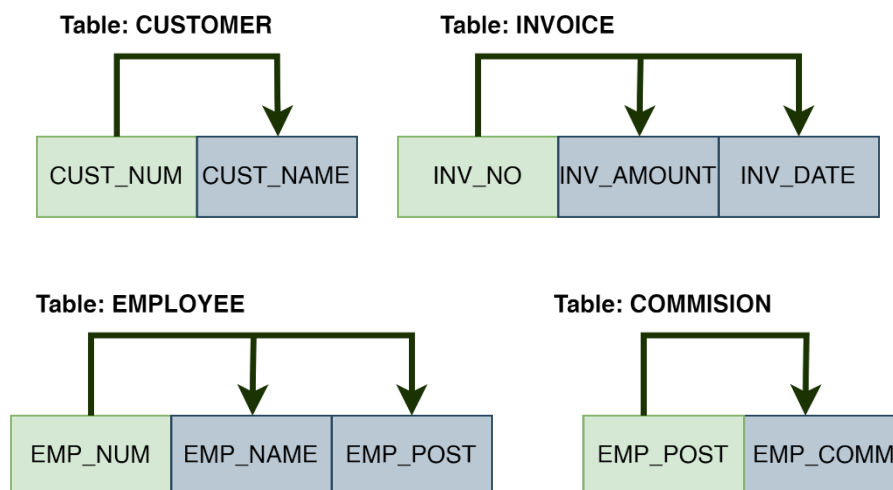 Table: CUSTOMER
CUST_NUM CUST_NAME
Table: INVOICE
INV_NO INV_AMOUNT INV_DATE
Table: EMPLOYEE
EMP_NUM EMP_NAME EMP_POST
Table: COMMISION
EMP_POST EMP_COMM